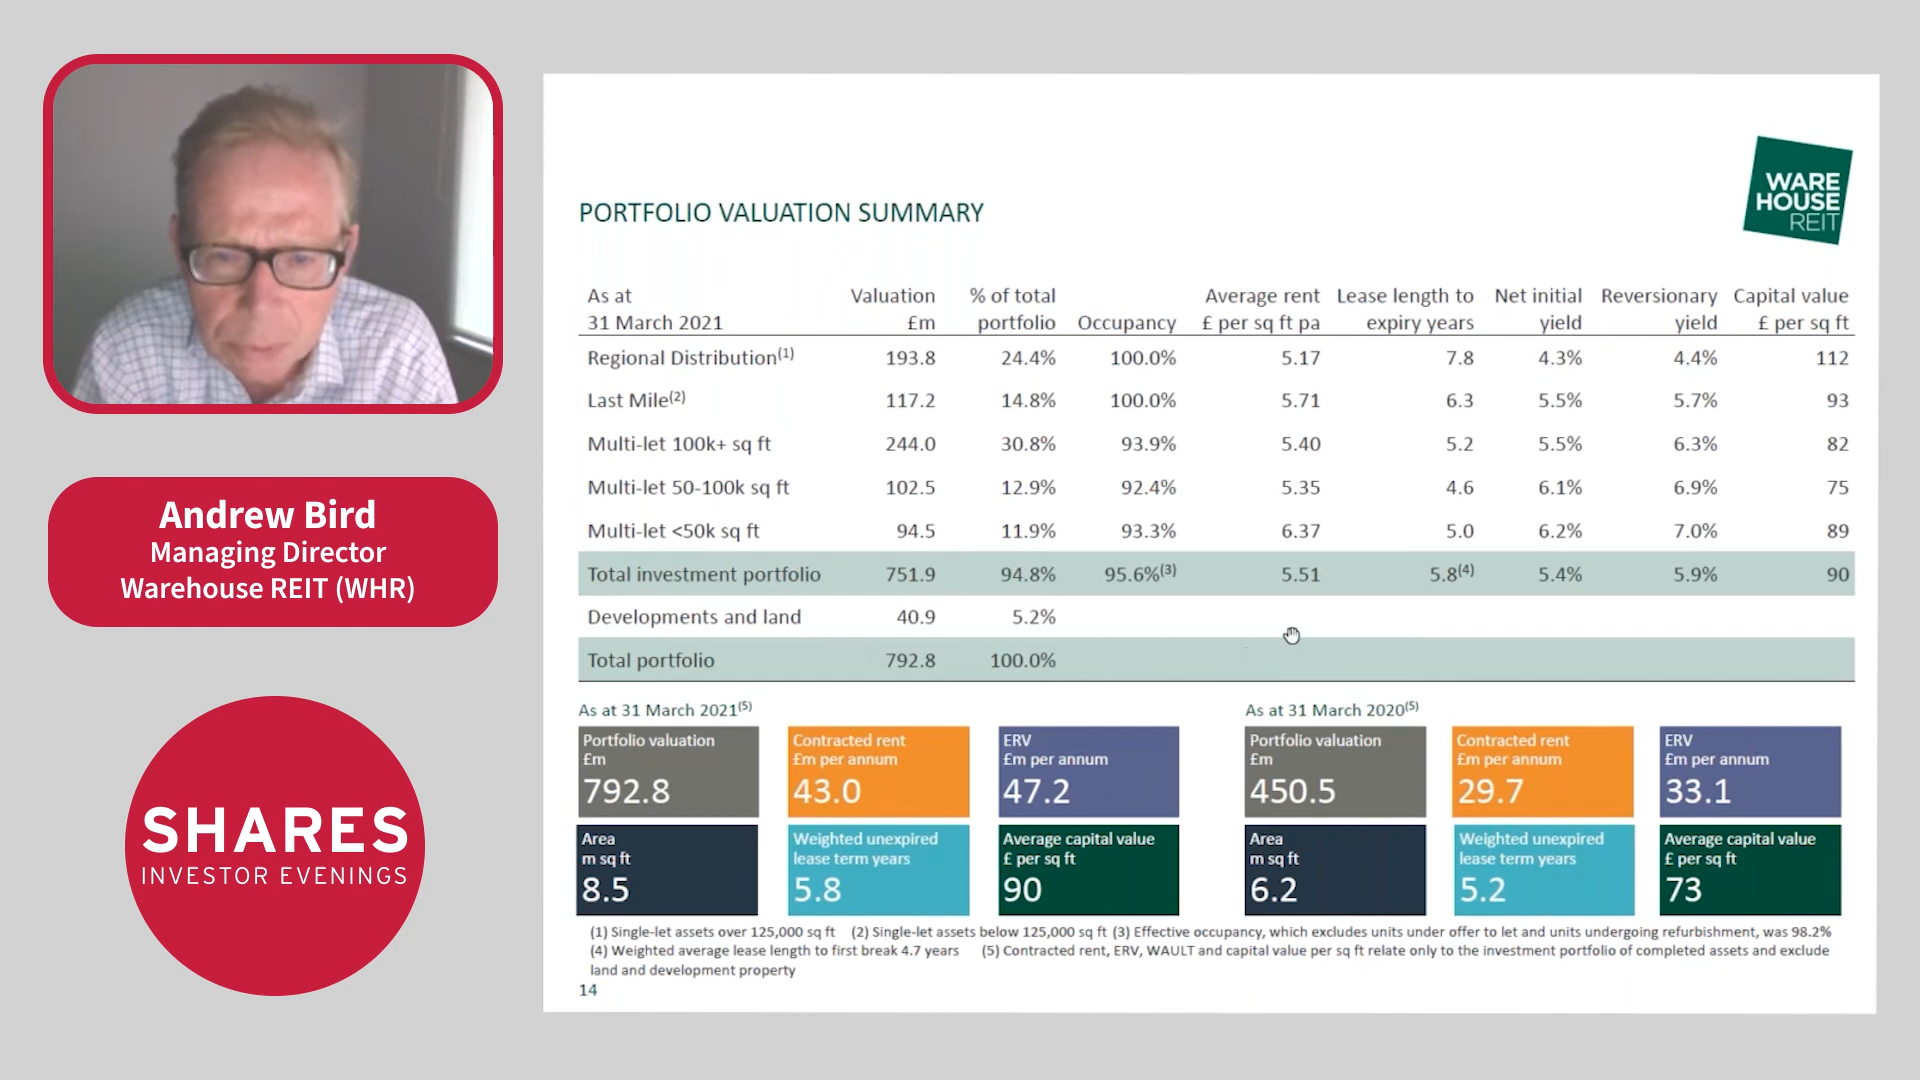 Andrew Bird
Managing Director
Warehouse REIT (WHR)
SHARES
INVESTOR EVENINGS
WARE
HOUSE
REIT
PORTFOLIO VALUATION SUMMARY
As at Valuation % of total Average rent Lease length to Net initial Reversionary Capital value
31 March 2021 £m portfolio Occupancy £ per sq ft pa expiry years yield yield £ per sq ft
Regional Distribution(1) 193.8 24.4% 100.0% 5.17 7.8 4.3% 4.4% 112
Last Mile(2) 117.2 14.8% 100.0% 5.71 6.3 5.5% 5.7% 93
Multi-let 100k+ sq ft 244.0 30.8% 93.9% 5.40 5.2 5.5% 6.3% 82
Multi-let 50-100k sq ft 102.5 12.9% 92.4% 5.35 4.6 6.1% 6.9% 75
Multi-let <50k sq ft 94.5 11.9% 93.3% 6.37 5.0 6.2% 7.0% 89
Total investment portfolio 751.9 94.8% 95.6%(3) 5.51 5.8(4) 5.4% 5.9% 90
Developments and land 40.9 5.2%
Total portfolio 792.8 100.0%
As at 31 March 2021(5)
Portfolio valuation
£m
792.8
Contracted rent
£m per annum
43.0
ERV
£m per annum
47.2
Area
m sq ft
8.5
Weighted unexpired
lease term years
5.8
Average capital value
£ per sq ft
90
As at 31 March 2020(5)
Portfolio valuation
£m
450.5
Contracted rent
£m per annum
29.7
ERV
£m per annum
33.1
Area
m sq ft
6.2
Weighted unexpired
lease term years
5.2
Average capital value
£ per sq ft
73
(1) Single-let assets over 125,000 sq ft (2) Single-let assets below 125,000 sq ft (3) Effective occupancy, which excludes units under offer to let and units undergoing refurbishment, was 98.2%
(4) Weighted average lease length to first break 4.7 years (5) Contracted rent, ERV, WAULT and capital value per sq ft relate only to the investment portfolio of completed assets and exclude
land and development property
14